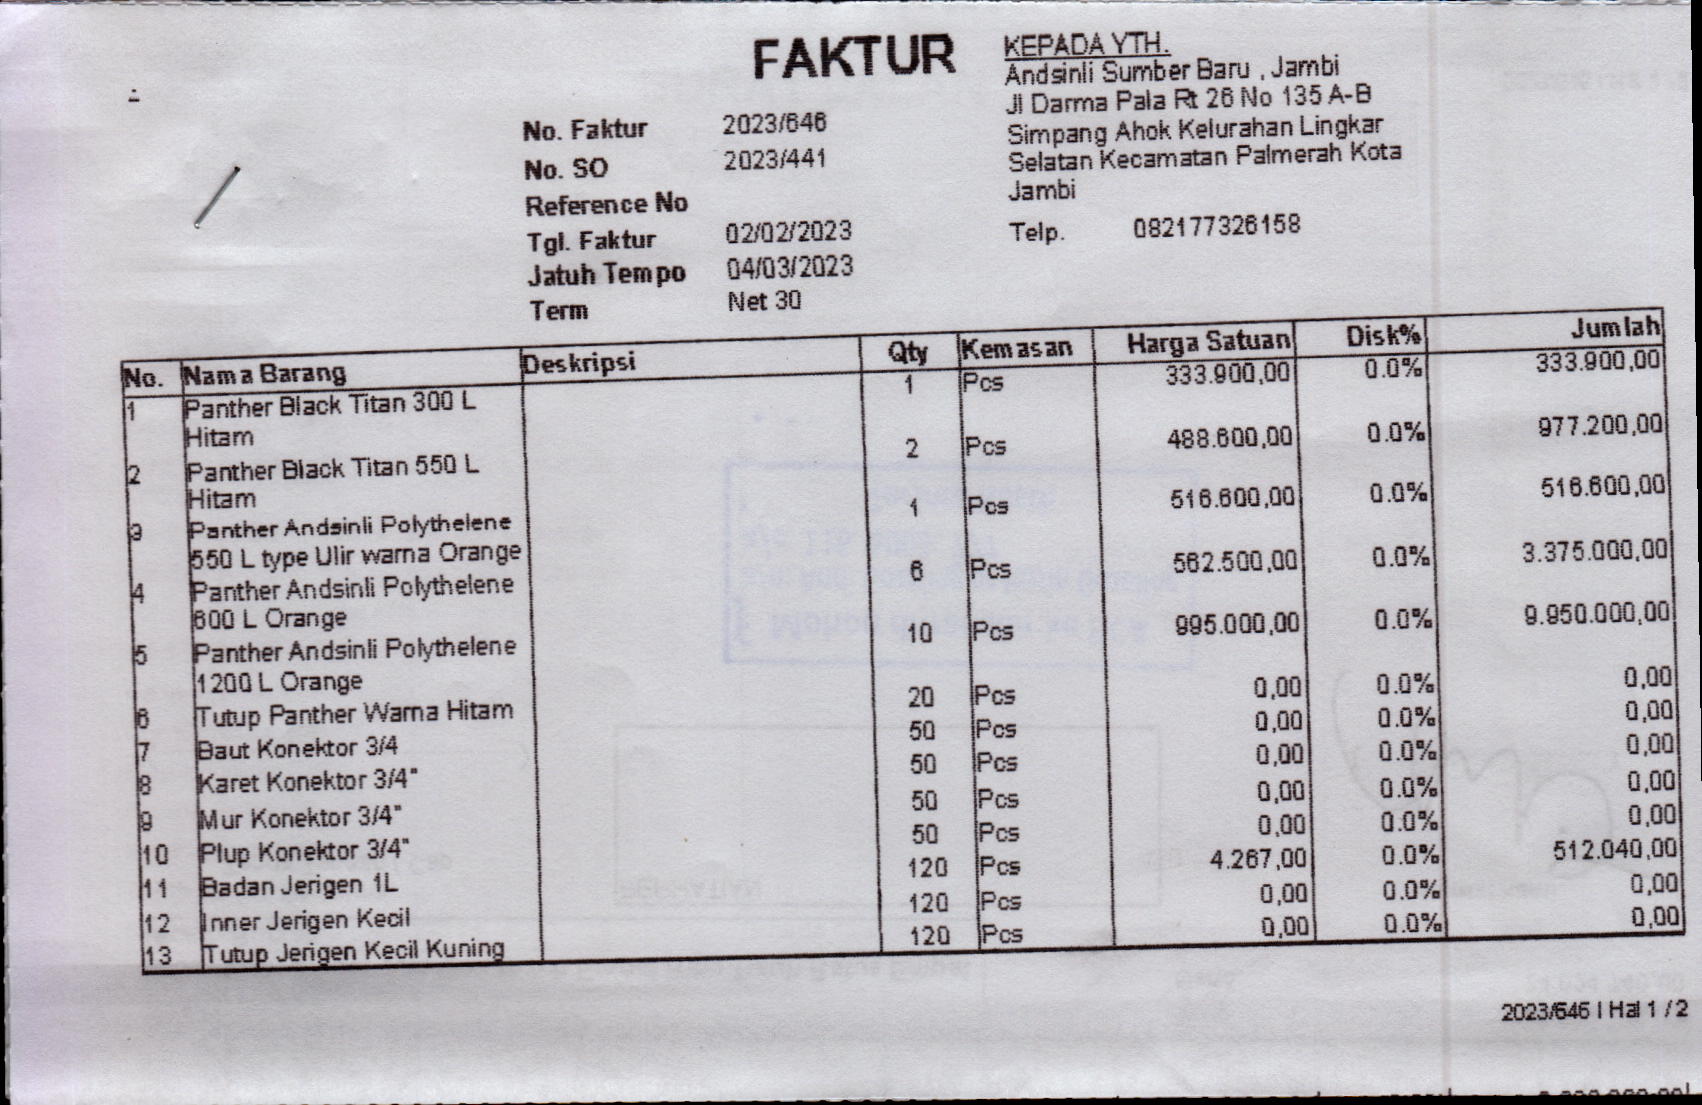 FAKTUR
KEPADA YTH.
Andsinli Sumber Baru , Jambi
Jl Darma Pala Rt 26 No 135 A-B
Simpang Ahok Kelurahan Lingkar
Selatan Kecamatan Palmerah Kota
Jambi
Telp. 082177326158
No. Faktur 2023/646
No. SO 2023/441
Reference No
Tgl. Faktur 02/02/2023
Jatuh Tempo 04/03/2023
Term Net 30
No. Nama Barang Deskripsi Qty Kemasan Harga Satuan Disk% Jumlah
1 Panther Black Titan 300 L 1 Pcs 333.900,00 0.0% 333.900,00
Hitam
2 Panther Black Titan 550 L 2 Pcs 488.600,00 0.0% 977.200,00
Hitam
3 Panther Andsinli Polythelene 1 Pcs 516.600,00 0.0% 516.600,00
550 L type Ulir warna Orange
4 Panther Andsinli Polythelene 6 Pcs 562.500,00 0.0% 3.375.000,00
600 L Orange
5 Panther Andsinli Polythelene 10 Pcs 995.000,00 0.0% 9.950.000,00
1200 L Orange
6 Tutup Panther Warna Hitam 20 Pcs 0,00 0.0% 0,00
7 Baut Konektor 3/4 50 Pcs 0,00 0.0% 0,00
8 Karet Konektor 3/4" 50 Pcs 0,00 0.0% 0,00
9 Mur Konektor 3/4" 50 Pcs 0,00 0.0% 0,00
10 Plup Konektor 3/4" 50 Pcs 0,00 0.0% 0,00
11 Badan Jerigen 1L 120 Pcs 4.267,00 0.0% 512.040,00
12 Inner Jerigen Kecil 120 Pcs 0,00 0.0% 0,00
13 Tutup Jerigen Kecil Kuning 120 Pcs 0,00 0.0% 0,00
2023/646 | Hal 1 / 2